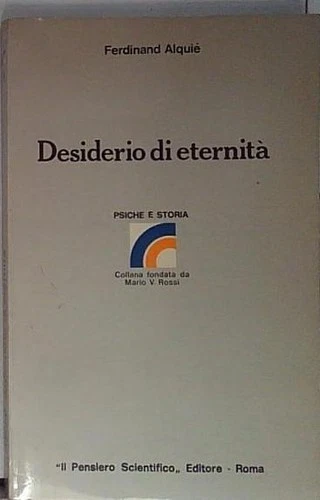 Ferdinand Alquié
Desiderio di eternità
PSICHE E STORIA
Collana fondata da
Mario V. Rossi
"Il Pensiero Scientifico„ Editore - Roma